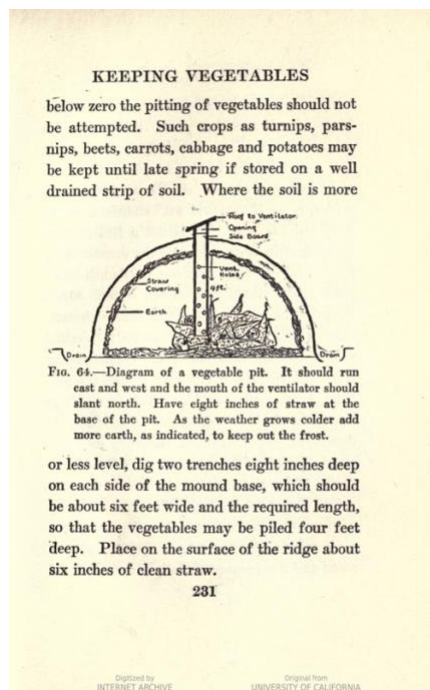 KEEPING VEGETABLES
below zero the pitting of vegetables should not
be attempted. Such crops as turnips, pars-
nips, beets, carrots, cabbage and potatoes may
be kept until late spring if stored on a well
drained strip of soil. Where the soil is more
Roof to Ventilator
Opening
Side Board
Vent.
Holes
Straw
Covering
4ft.
Earth
Drain
Drain
FIG. 64.—Diagram of a vegetable pit. It should run
east and west and the mouth of the ventilator should
slant north. Have eight inches of straw at the
base of the pit. As the weather grows colder add
more earth, as indicated, to keep out the frost.
or less level, dig two trenches eight inches deep
on each side of the mound base, which should
be about six feet wide and the required length,
so that the vegetables may be piled four feet
deep. Place on the surface of the ridge about
six inches of clean straw.
231
Digitized by
INTERNET ARCHIVE
Original from
UNIVERSITY OF CALIFORNIA